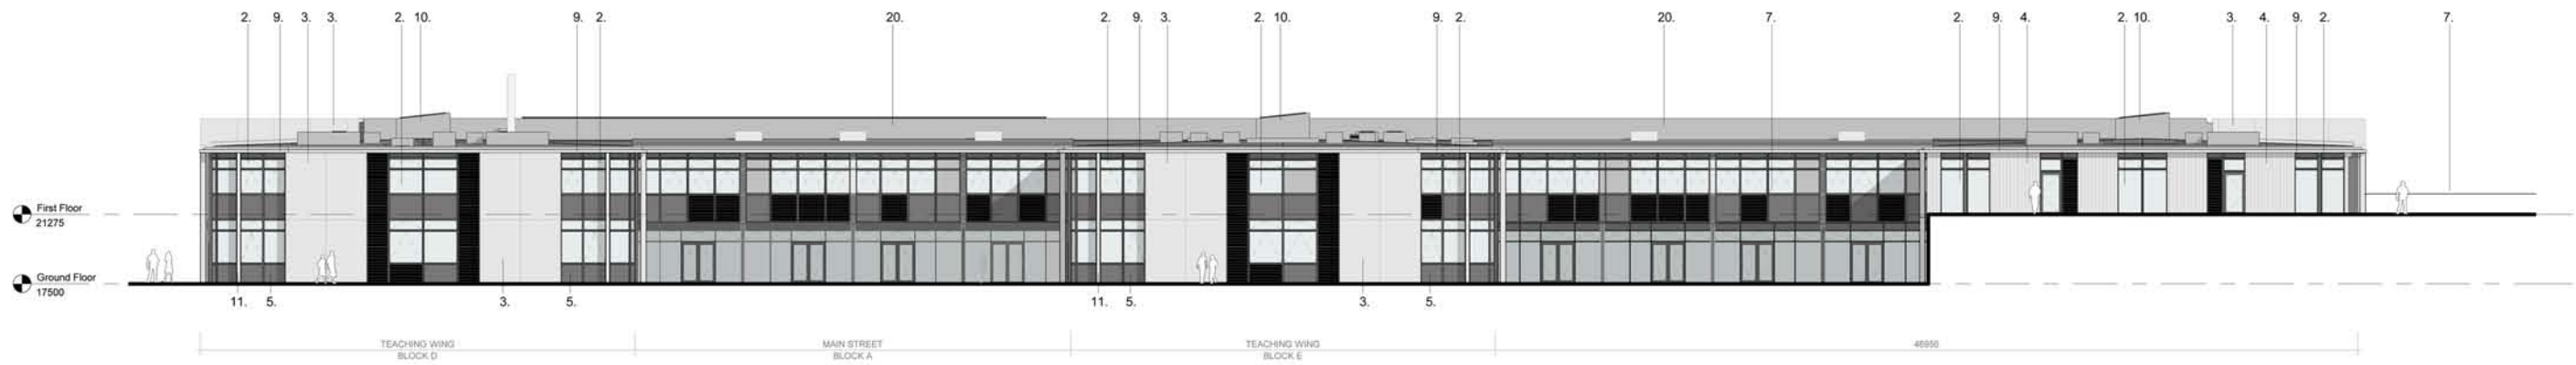 2. 9. 3. 3. 2. 10. 9. 2. 20. 2. 9. 3. 2. 10. 9. 2. 20. 7. 2. 9. 4. 2. 10. 3. 4. 9. 2. 7.
First Floor
21275
Ground Floor
17500
11. 5. 3. 5. 11. 5. 3. 5.
TEACHING WING MAIN STREET TEACHING WING 46956
BLOCK D BLOCK A BLOCK E